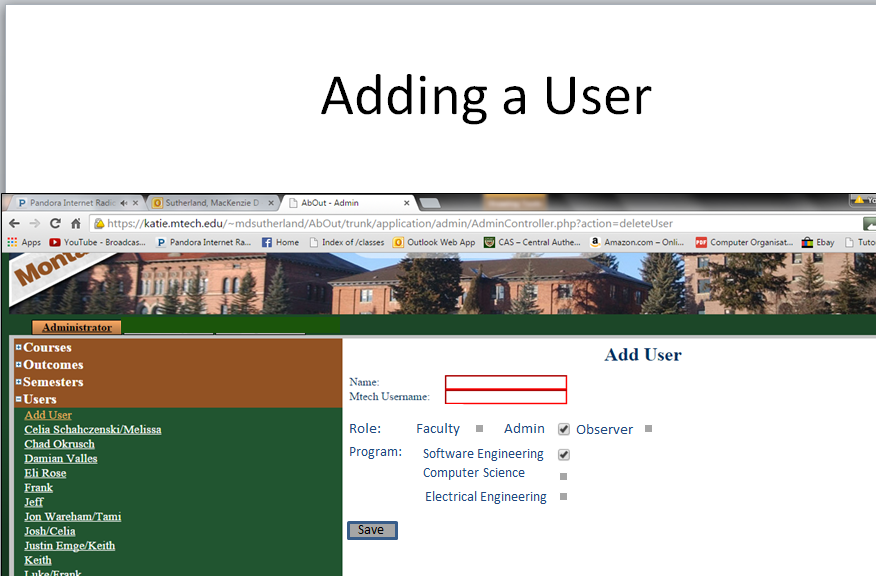 Adding a User
Pandora Internet Radio
Sutherland, MacKenzie D
AbOut - Admin
https://katie.mtech.edu/~mdsutherland/AbOut/trunk/application/admin/AdminController.php?action=deleteUser
Apps YouTube - Broadcas... Pandora Internet Ra... Home Index of /classes Outlook Web App CAS – Central Authe... Amazon.com – Onli... PDF Computer Organisat... Ebay Tuto
Monta
Administrator
Courses
Outcomes
Semesters
Users
Add User
Celia Schahczenski/Melissa
Chad Okrusch
Damian Valles
Eli Rose
Frank
Jeff
Jon Wareham/Tami
Josh/Celia
Justin Emge/Keith
Keith
Luke/Frank
Add User
Name:
Mtech Username:
Role: Faculty Admin Observer
Program: Software Engineering
Computer Science
Electrical Engineering
Save